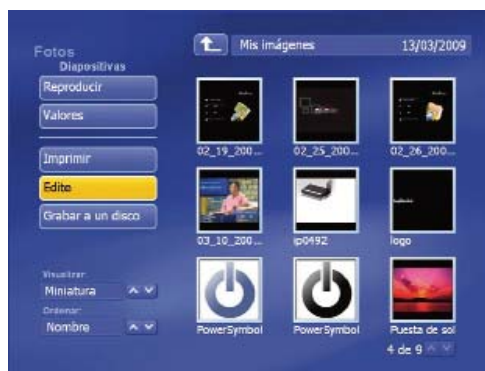 Fotos
Diapositivas
Reproducir
Valores
Imprimir
Edite
Grabar a un disco
Visualizar
Miniatura
Ordenar
Nombre
Mis imágenes
13/03/2009
02_19_200...
02_25_200...
02_26_200...
03_10_200...
ip0492
logo
PowerSymbol
PowerSymbol
Puesta de sol
4 de 9